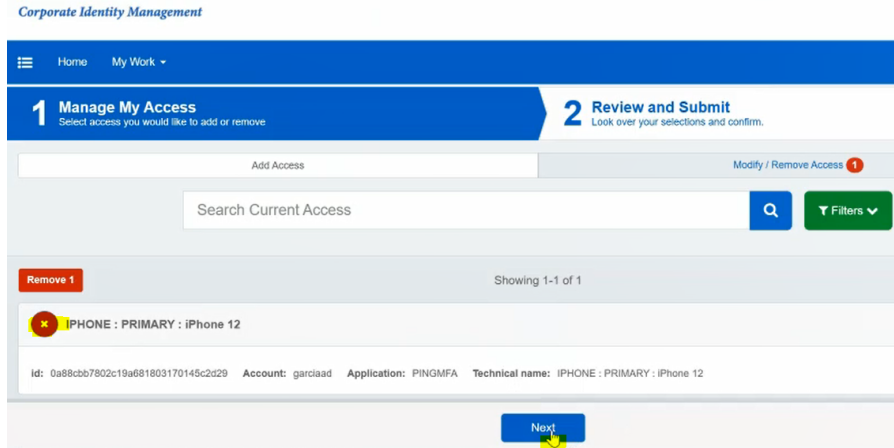 Corporate Identity Management
Home My Work
1 Manage My Access
Select access you would like to add or remove
2 Review and Submit
Look over your selections and confirm.
Add Access
Modify / Remove Access 1
Search Current Access
Filters
Remove 1
Showing 1-1 of 1
IPHONE : PRIMARY : iPhone 12
id: 0a88cbb7802c19a681803170145c2d29 Account: garciaad Application: PINGMFA Technical name: IPHONE : PRIMARY : iPhone 12
Next